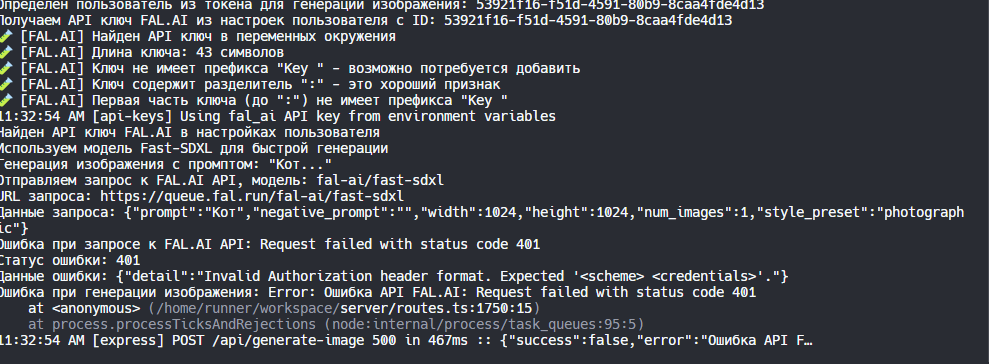 Определен пользователь из токена для генерации изображения: 53921f16-f51d-4591-80b9-8caa4fde4d13
Получаем API ключ FAL.AI из настроек пользователя с ID: 53921f16-f51d-4591-80b9-8caa4fde4d13
[FAL.AI] Найден API ключ в переменных окружения
[FAL.AI] Длина ключа: 43 символов
[FAL.AI] Ключ не имеет префикса "Key " - возможно потребуется добавить
[FAL.AI] Ключ содержит разделитель ":" - это хороший признак
[FAL.AI] Первая часть ключа (до ":") не имеет префикса "Key "
11:32:54 AM [api-keys] Using fal_ai API key from environment variables
Найден API ключ FAL.AI в настройках пользователя
Используем модель Fast-SDXL для быстрой генерации
Генерация изображения с промптом: "Кот..."
Отправляем запрос к FAL.AI API, модель: fal-ai/fast-sdxl
URL запроса: https://queue.fal.run/fal-ai/fast-sdxl
Данные запроса: {"prompt":"Кот","negative_prompt":"","width":1024,"height":1024,"num_images":1,"style_preset":"photograph
ic"}
Ошибка при запросе к FAL.AI API: Request failed with status code 401
Статус ошибки: 401
Данные ошибки: {"detail":"Invalid Authorization header format. Expected '<scheme> <credentials>'."}
Ошибка при генерации изображения: Error: Ошибка API FAL.AI: Request failed with status code 401
at <anonymous> (/home/runner/workspace/server/routes.ts:1750:15)
at process.processTicksAndRejections (node:internal/process/task_queues:95:5)
11:32:54 AM [express] POST /api/generate-image 500 in 467ms :: {"success":false,"error":"Ошибка API F…